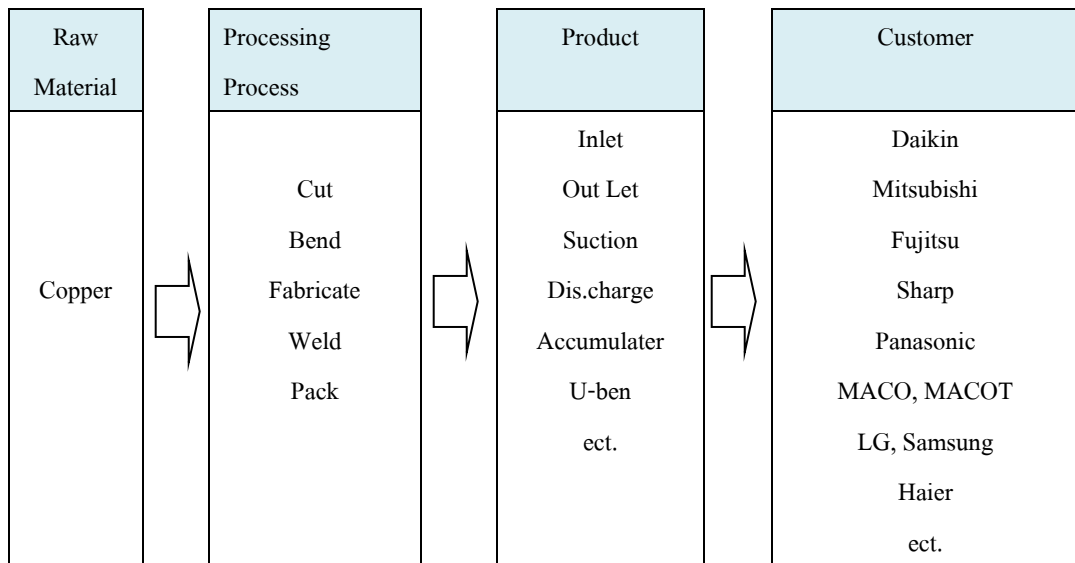 Raw
Material
Copper
Processing
Process
Cut
Bend
Fabricate
Weld
Pack
Product
Inlet
Out Let
Suction
Dis.charge
Accumulater
U-ben
ect.
Customer
Daikin
Mitsubishi
Fujitsu
Sharp
Panasonic
MACO, MACOT
LG, Samsung
Haier
ect.